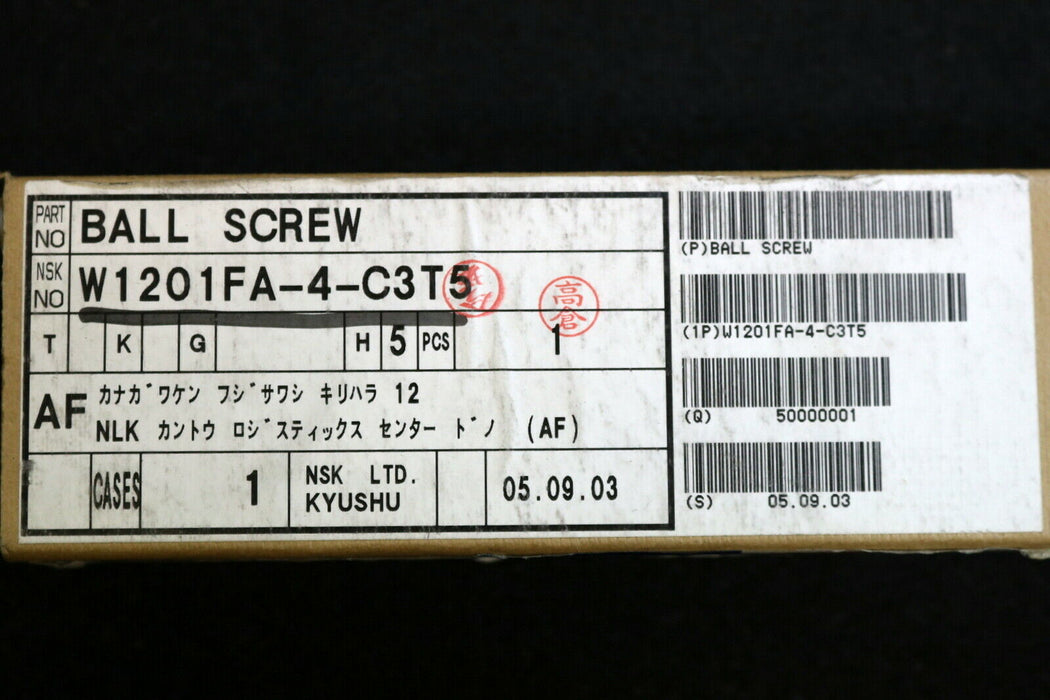 PART NO BALL SCREW
NSK NO W1201FA-4-C3T5
T K G H 5 PCS 1
高倉
AF カナガ゛ワケン フジ゛サワシ キリハラ 12
NLK カントウ ロジ゛スティックス センター ト゛ノ (AF)
CASES 1 NSK LTD. KYUSHU 05.09.03
(P)BALL SCREW
(1P)W1201FA-4-C3T5
(Q) 50000001
(S) 05.09.03